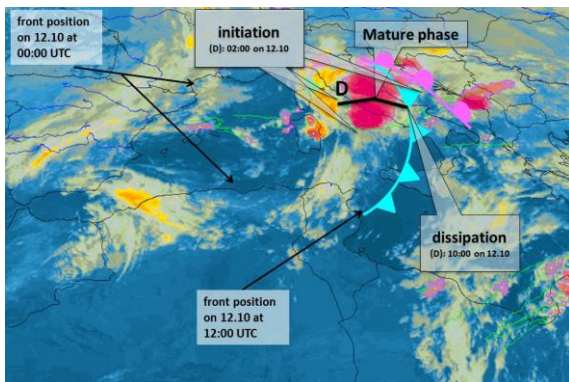 front position
on 12.10 at
00:00 UTC
initiation
(D): 02:00 on 12.10
Mature phase
D
dissipation
(D): 10:00 on 12.10
front position
on 12.10 at
12:00 UTC